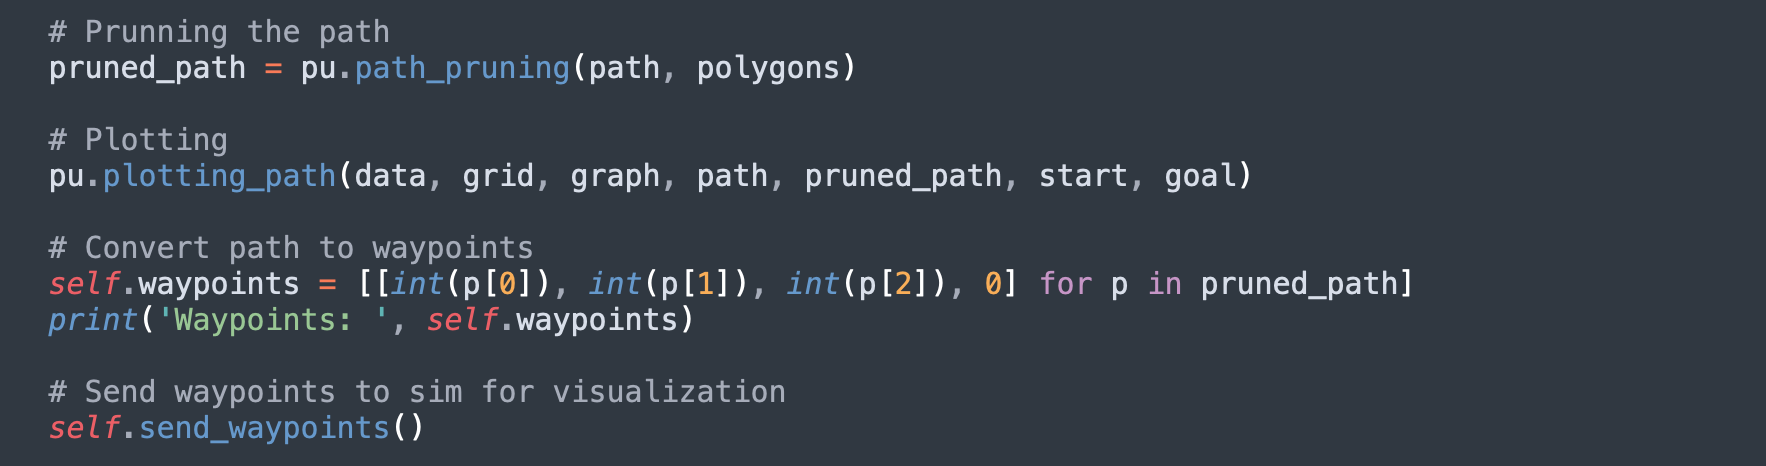 # Prunning the path
pruned_path = pu.path_pruning(path, polygons)
# Plotting
pu.plotting_path(data, grid, graph, path, pruned_path, start, goal)
# Convert path to waypoints
self.waypoints = [[int(p[0]), int(p[1]), int(p[2]), 0] for p in pruned_path]
print('Waypoints: ', self.waypoints)
# Send waypoints to sim for visualization
self.send_waypoints()